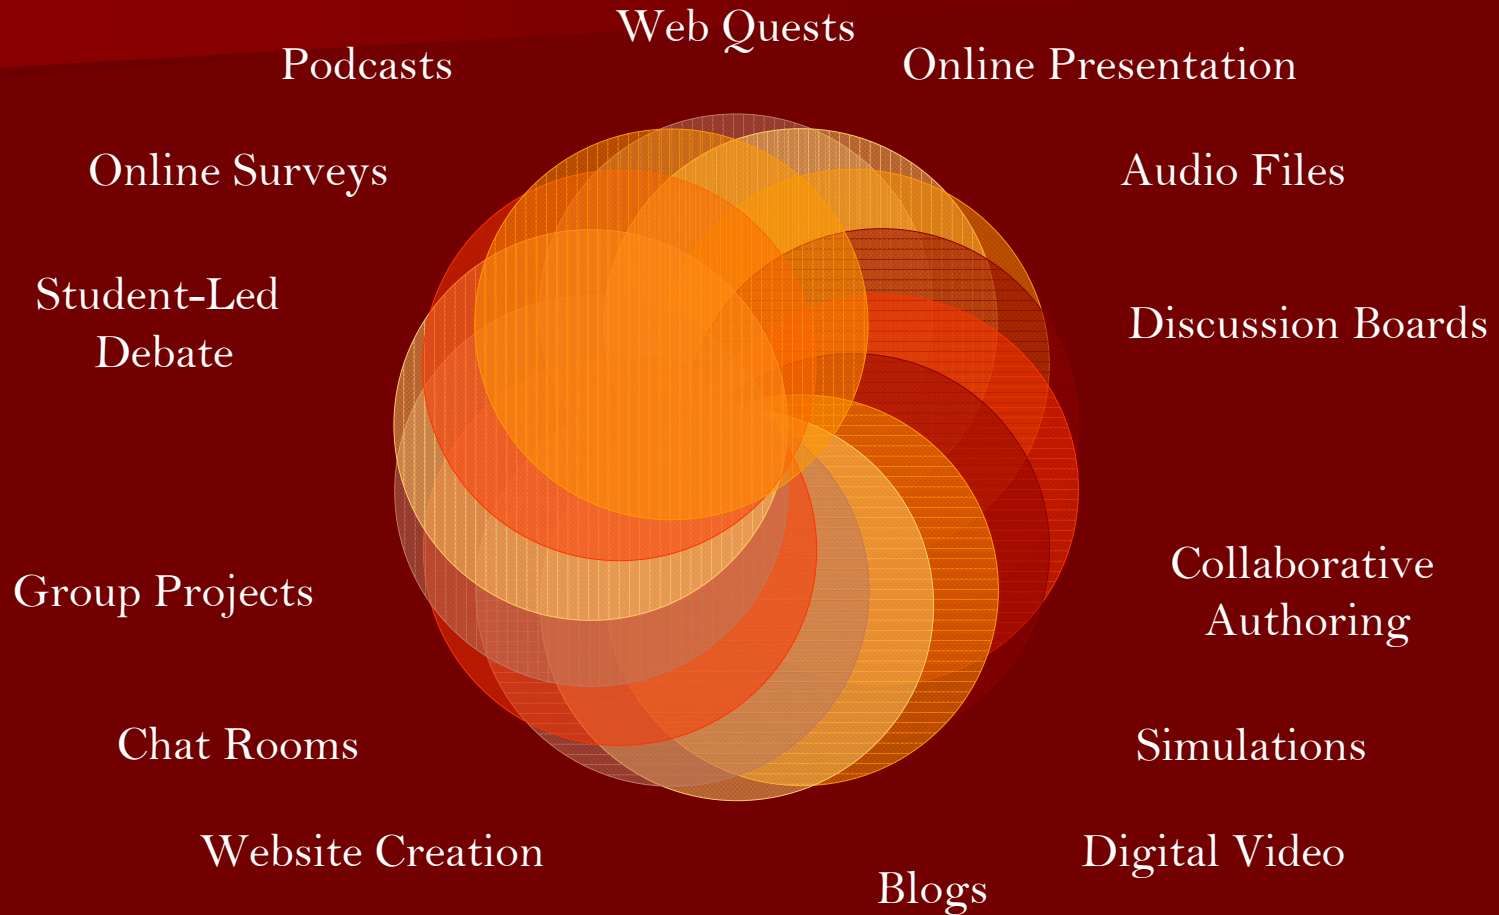 Web Quests
Podcasts
Online Presentation
Online Surveys
Audio Files
Student-Led
Debate
Discussion Boards
Group Projects
Collaborative
Authoring
Chat Rooms
Simulations
Website Creation
Digital Video
Blogs